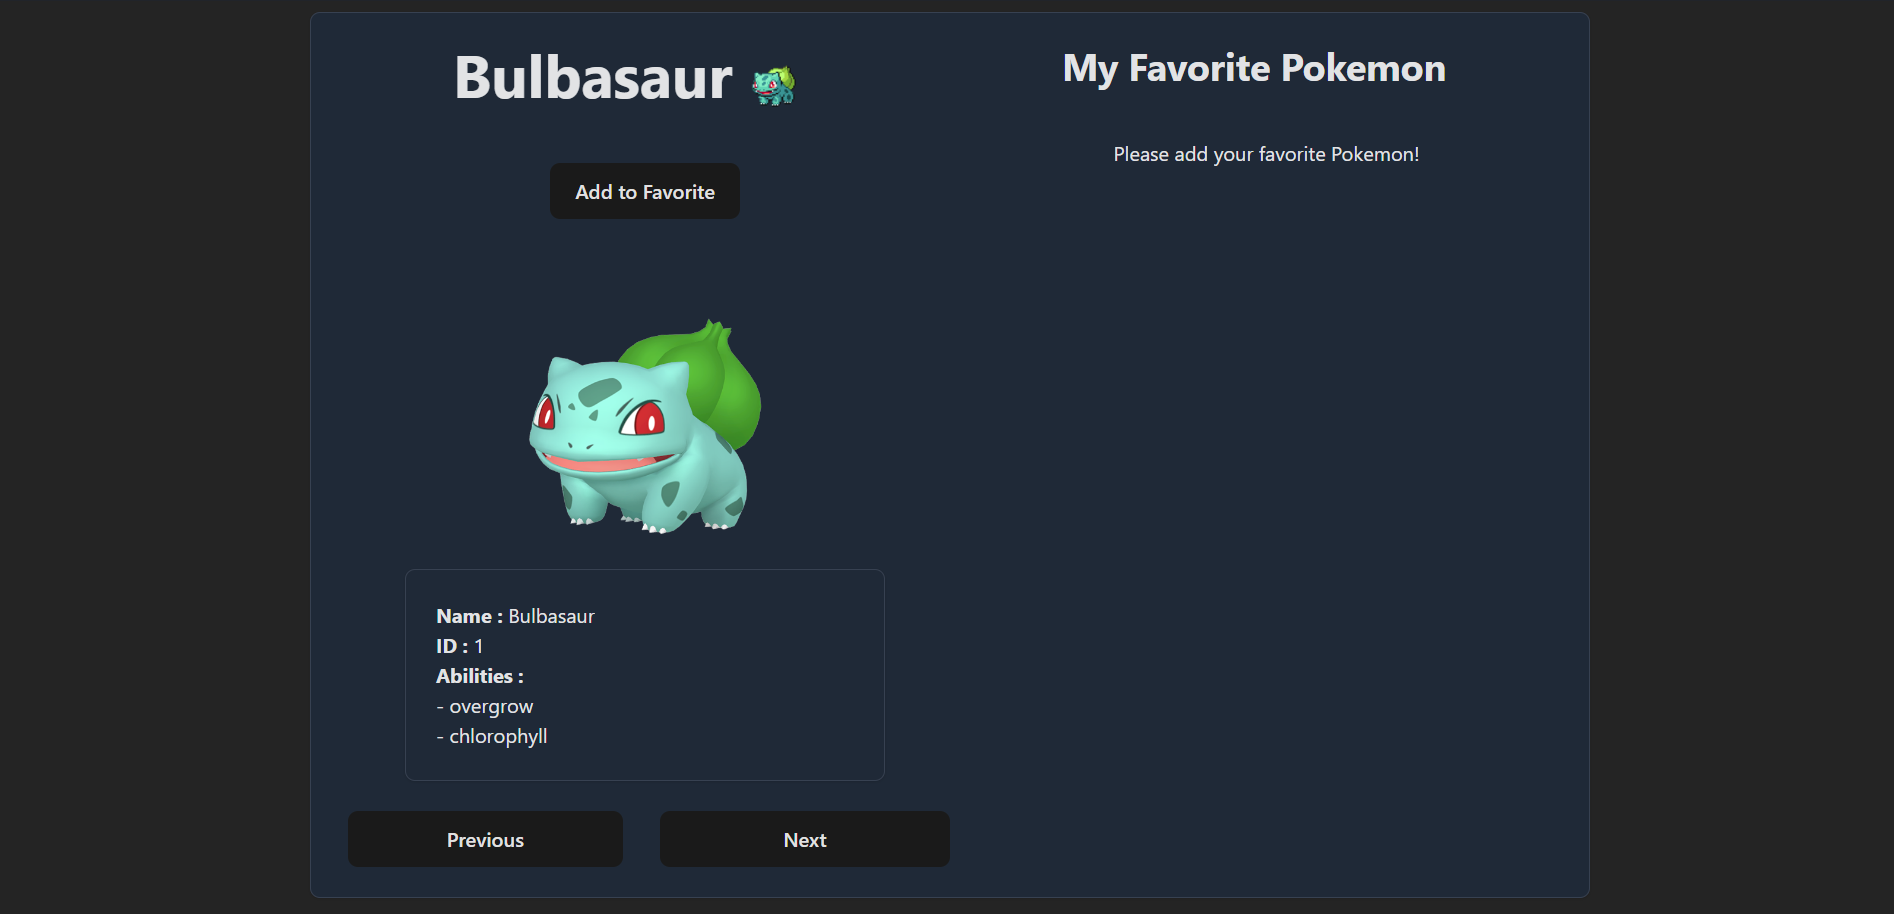 Bulbasaur
Add to Favorite
Name : Bulbasaur
ID : 1
Abilities :
- overgrow
- chlorophyll
Previous
Next
My Favorite Pokemon
Please add your favorite Pokemon!